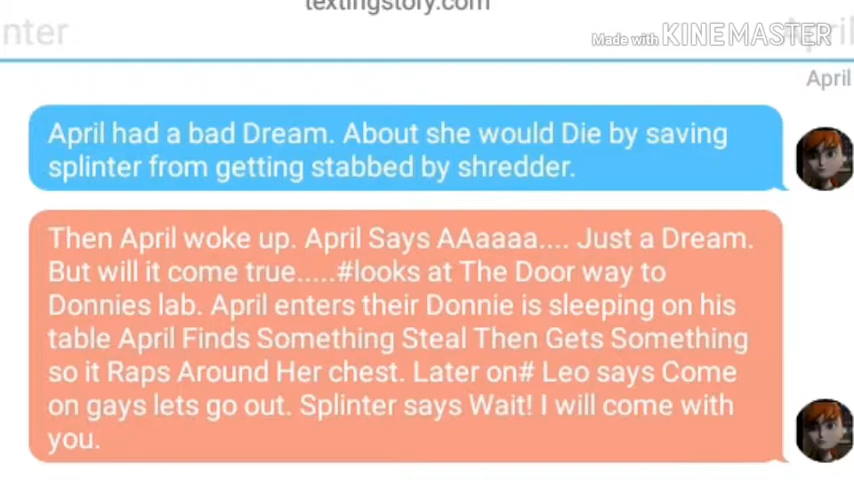 textingstory.com
nter
Made with KINEMASTER
April
April had a bad Dream. About she would Die by saving
splinter from getting stabbed by shredder.
Then April woke up. April Says AAaaaa.... Just a Dream.
But will it come true.....#looks at The Door way to
Donnies lab. April enters their Donnie is sleeping on his
table April Finds Something Steal Then Gets Something
so it Raps Around Her chest. Later on# Leo says Come
on gays lets go out. Splinter says Wait! I will come with
you.